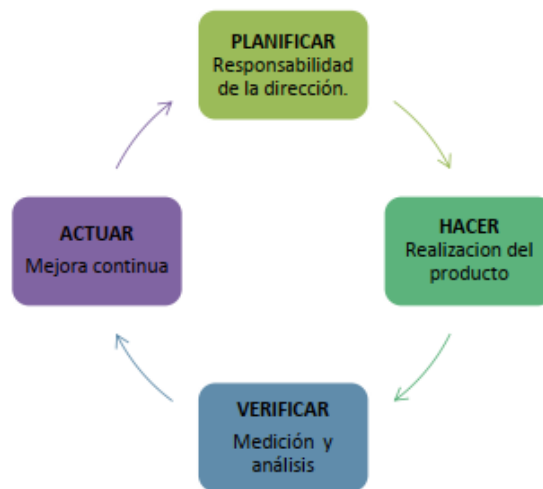 PLANIFICAR
Responsabilidad
de la dirección.
HACER
Realizacion del
producto
VERIFICAR
Medición y
análisis
ACTUAR
Mejora continua